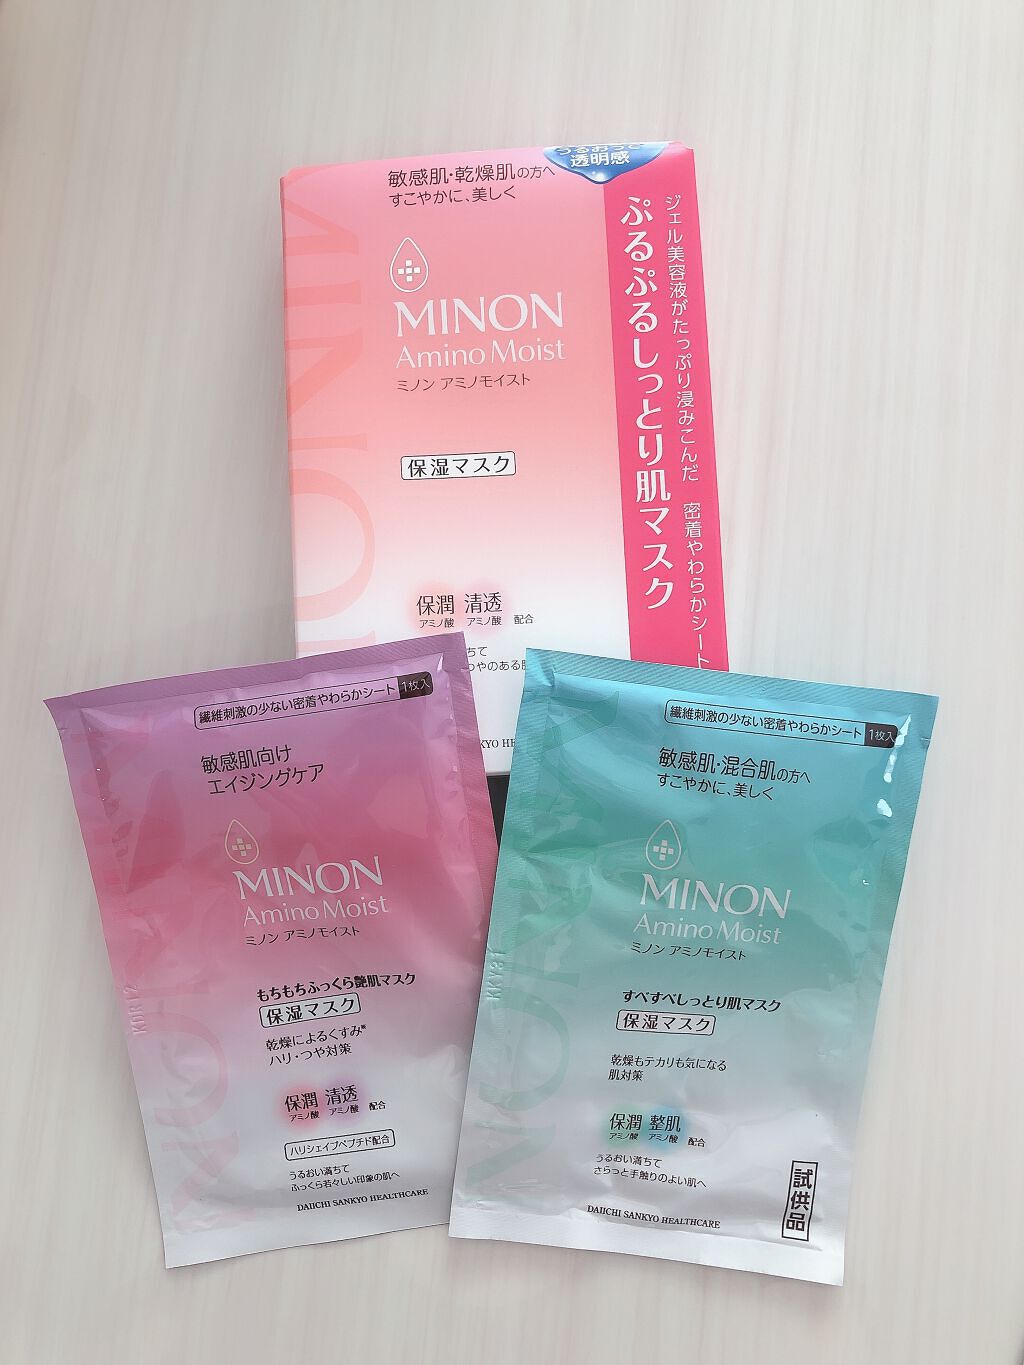 うるおって
透明感
敏感肌・乾燥肌の方へ
すこやかに、美しく
MINON
Amino Moist
ミノン アミノモイスト
保湿マスク
保潤 清透
アミノ酸 アミノ酸 配合
ちて
つやのある
ジェル美容液がたっぷり浸みこんだ 密着やわらかシート
ぷるぷるしっとり肌マスク
MINON
KYO HE
繊維刺激の少ない密着やわらかシート 1枚入
敏感肌向け
エイジングケア
MINON
Amino Moist
ミノン アミノモイスト
もちもちふっくら艶肌マスク
保湿マスク
乾燥によるくすみ*
ハリ・つや対策
保潤 清透
アミノ酸 アミノ酸 配合
ハリシェイプペプチド配合
うるおい満ちて
ふっくら若々しい印象の肌へ
DAIICHI SANKYO HEALTHCARE
繊維刺激の少ない密着やわらかシート 1枚入
敏感肌・混合肌の方へ
すこやかに、美しく
MINON
Amino Moist
ミノン アミノモイスト
すべすべしっとり肌マスク
保湿マスク
乾燥もテカリも気になる
肌対策
保潤 整肌
アミノ酸 アミノ酸 配合
うるおい満ちて
さらっと手触りのよい肌へ
DAIICHI SANKYO HEALTHCARE
試供品